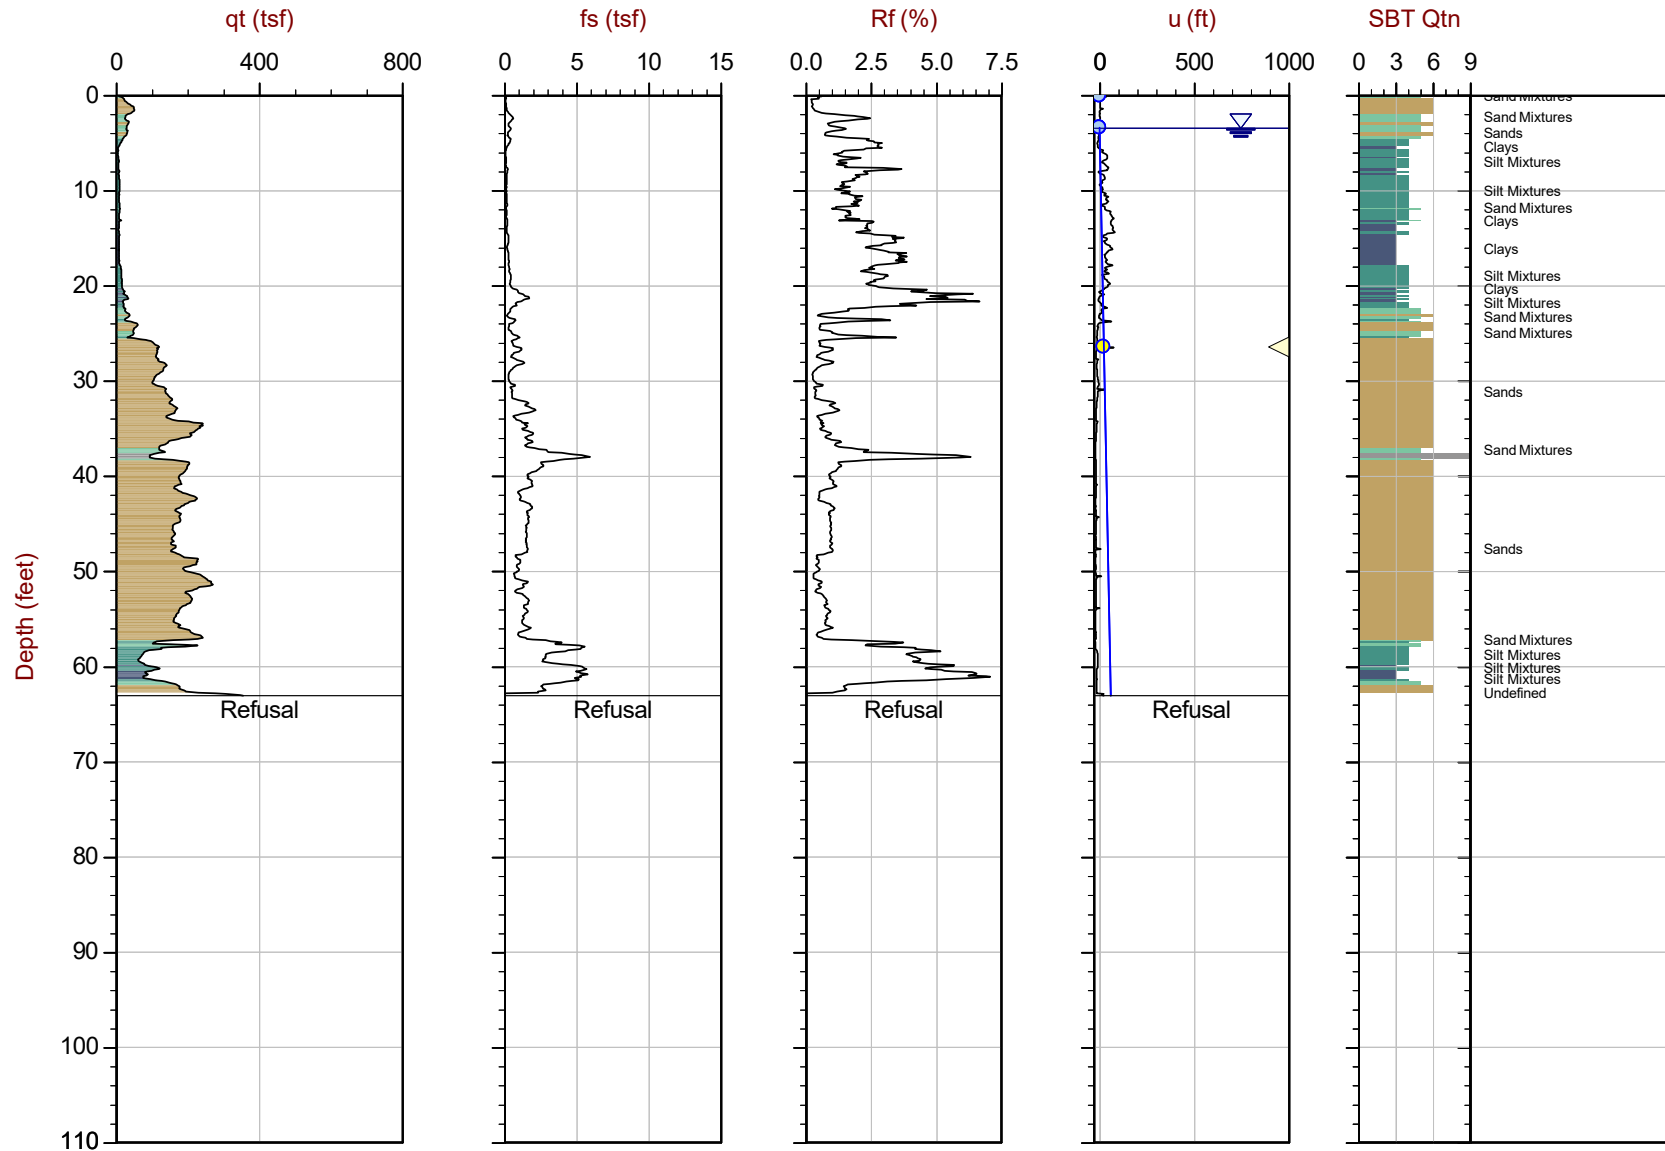 qt (tsf) fs (tsf) Rf (%) u (ft) SBT Qtn
0 400 800 0 5 10 15 0.0 2.5 5.0 7.5 0 500 1000 0 3 6 9
0
Sand Mixtures
Sand Mixtures
Sands
Clays
Silt Mixtures
10
Silt Mixtures
Sand Mixtures
Clays
Clays
Silt Mixtures
20
Clays
Silt Mixtures
Sand Mixtures
Sand Mixtures
30
Sands
Sand Mixtures
40
Sands
50
Sand Mixtures
Silt Mixtures
60
Silt Mixtures
Silt Mixtures
Undefined
Refusal Refusal Refusal Refusal
70
80
90
100
110
Depth (feet)